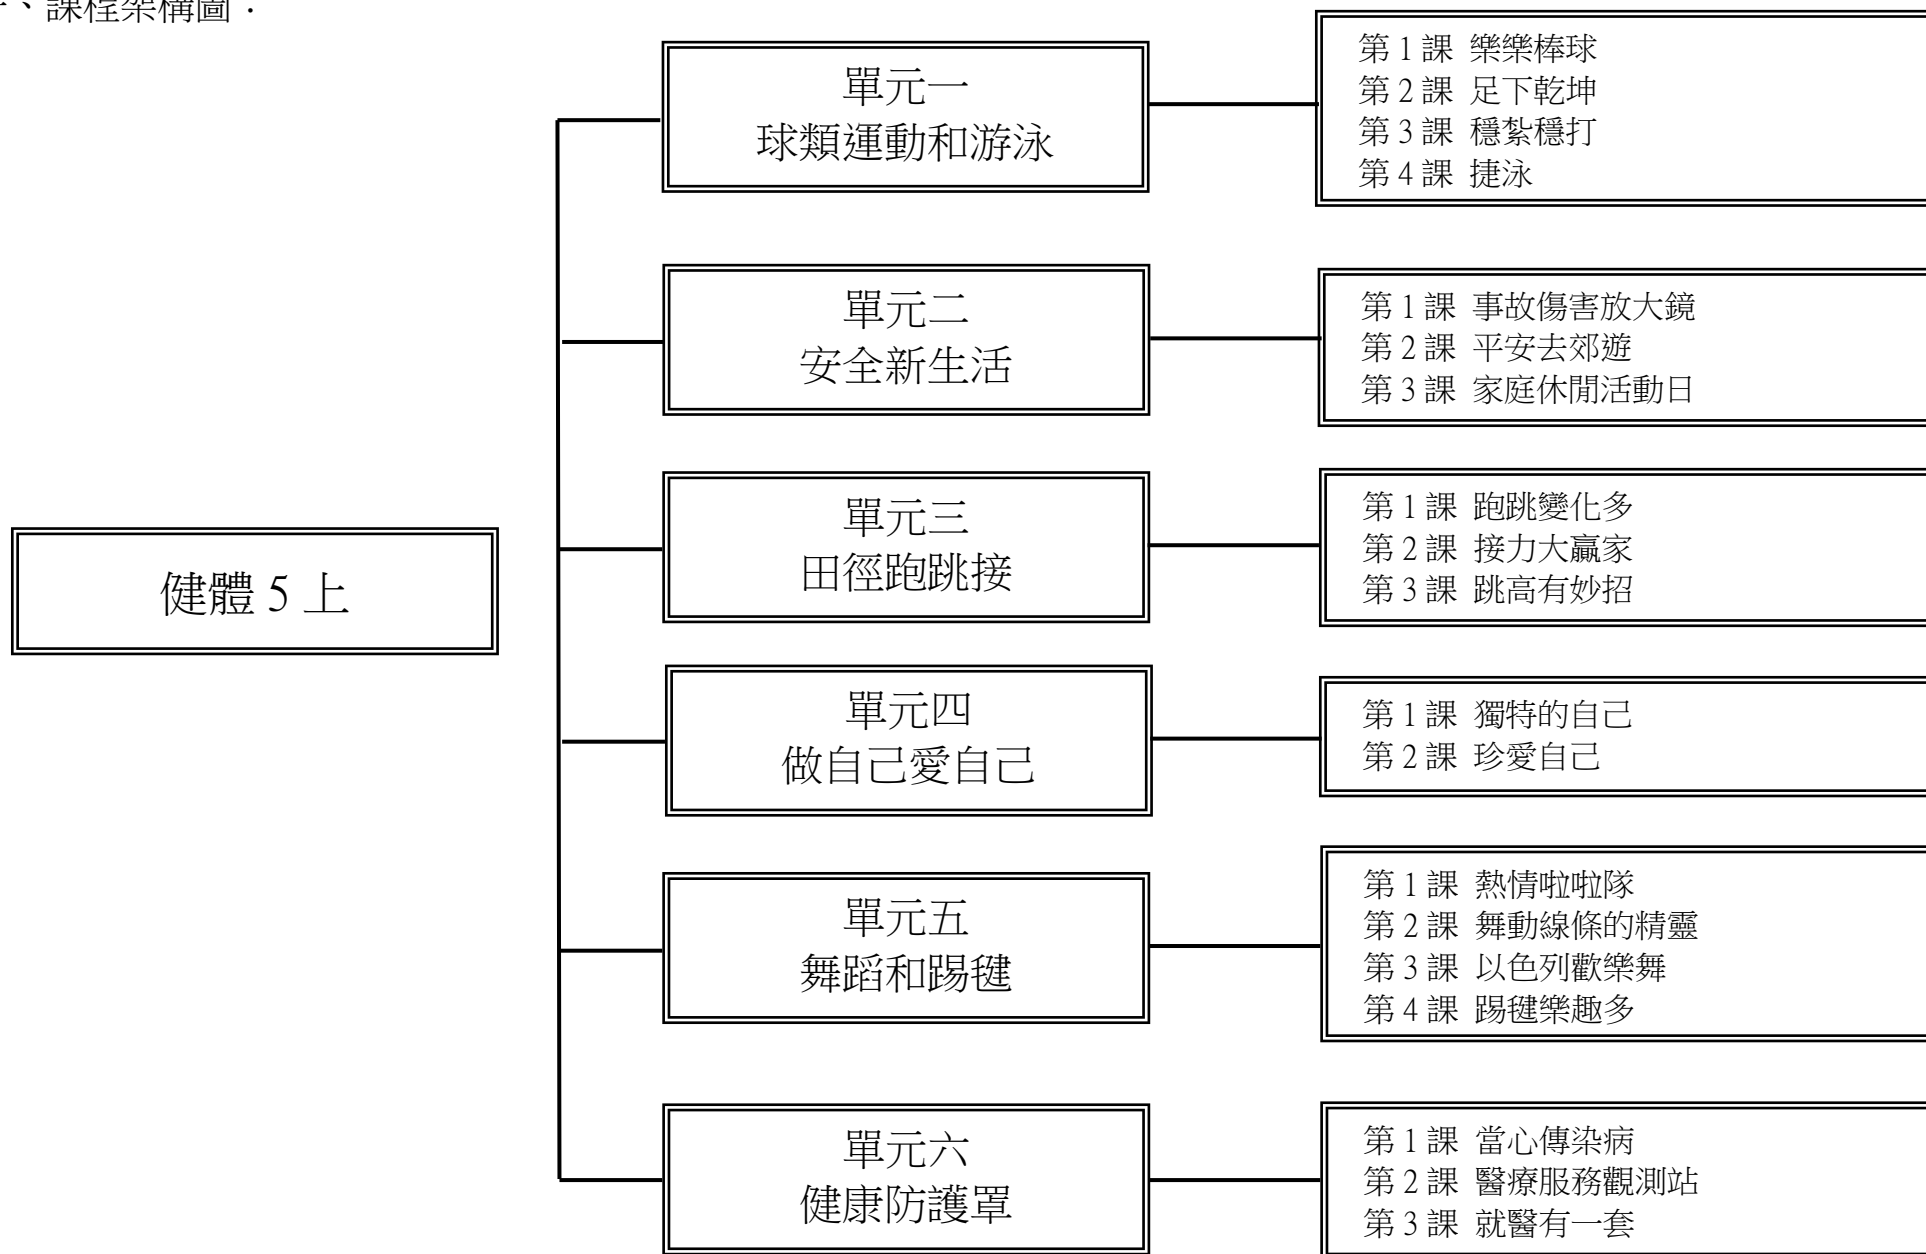 、課程架構圖：
健體 5 上
單元一
球類運動和游泳
第 1 課 樂樂棒球
第 2 課 足下乾坤
第 3 課 穩紮穩打
第 4 課 捷泳
單元二
安全新生活
第 1 課 事故傷害放大鏡
第 2 課 平安去郊遊
第 3 課 家庭休閒活動日
單元三
田徑跑跳接
第 1 課 跑跳變化多
第 2 課 接力大贏家
第 3 課 跳高有妙招
單元四
做自己愛自己
第 1 課 獨特的自己
第 2 課 珍愛自己
單元五
舞蹈和踢毽
第 1 課 熱情啦啦隊
第 2 課 舞動線條的精靈
第 3 課 以色列歡樂舞
第 4 課 踢毽樂趣多
單元六
健康防護罩
第 1 課 當心傳染病
第 2 課 醫療服務觀測站
第 3 課 就醫有一套